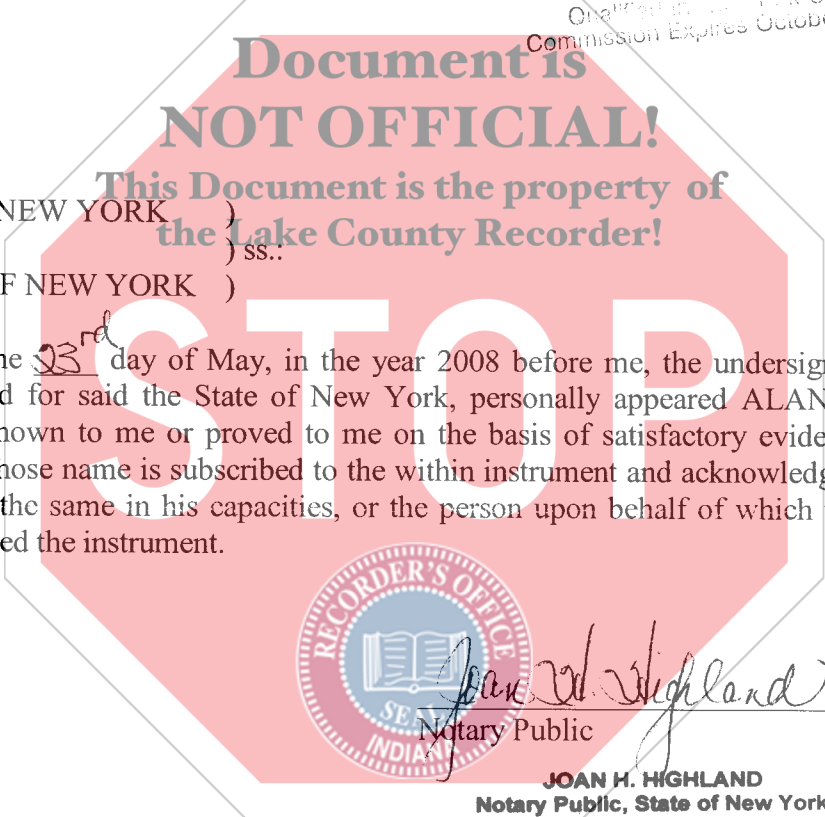 Commission Expires Octobe
Document is
NOT OFFICIAL!
This Document is the property of
the Lake County Recorder!
NEW YORK )
) ss.:
F NEW YORK )
STOP
he 23rd day of May, in the year 2008 before me, the undersign
d for said the State of New York, personally appeared ALAN
nown to me or proved to me on the basis of satisfactory evide
hose name is subscribed to the within instrument and acknowledg
the same in his capacities, or the person upon behalf of which
ed the instrument.
RECORDER'S OFFICE
SEAL
INDIANA
Joan H. Highland
Notary Public
JOAN H. HIGHLAND
Notary Public, State of New York